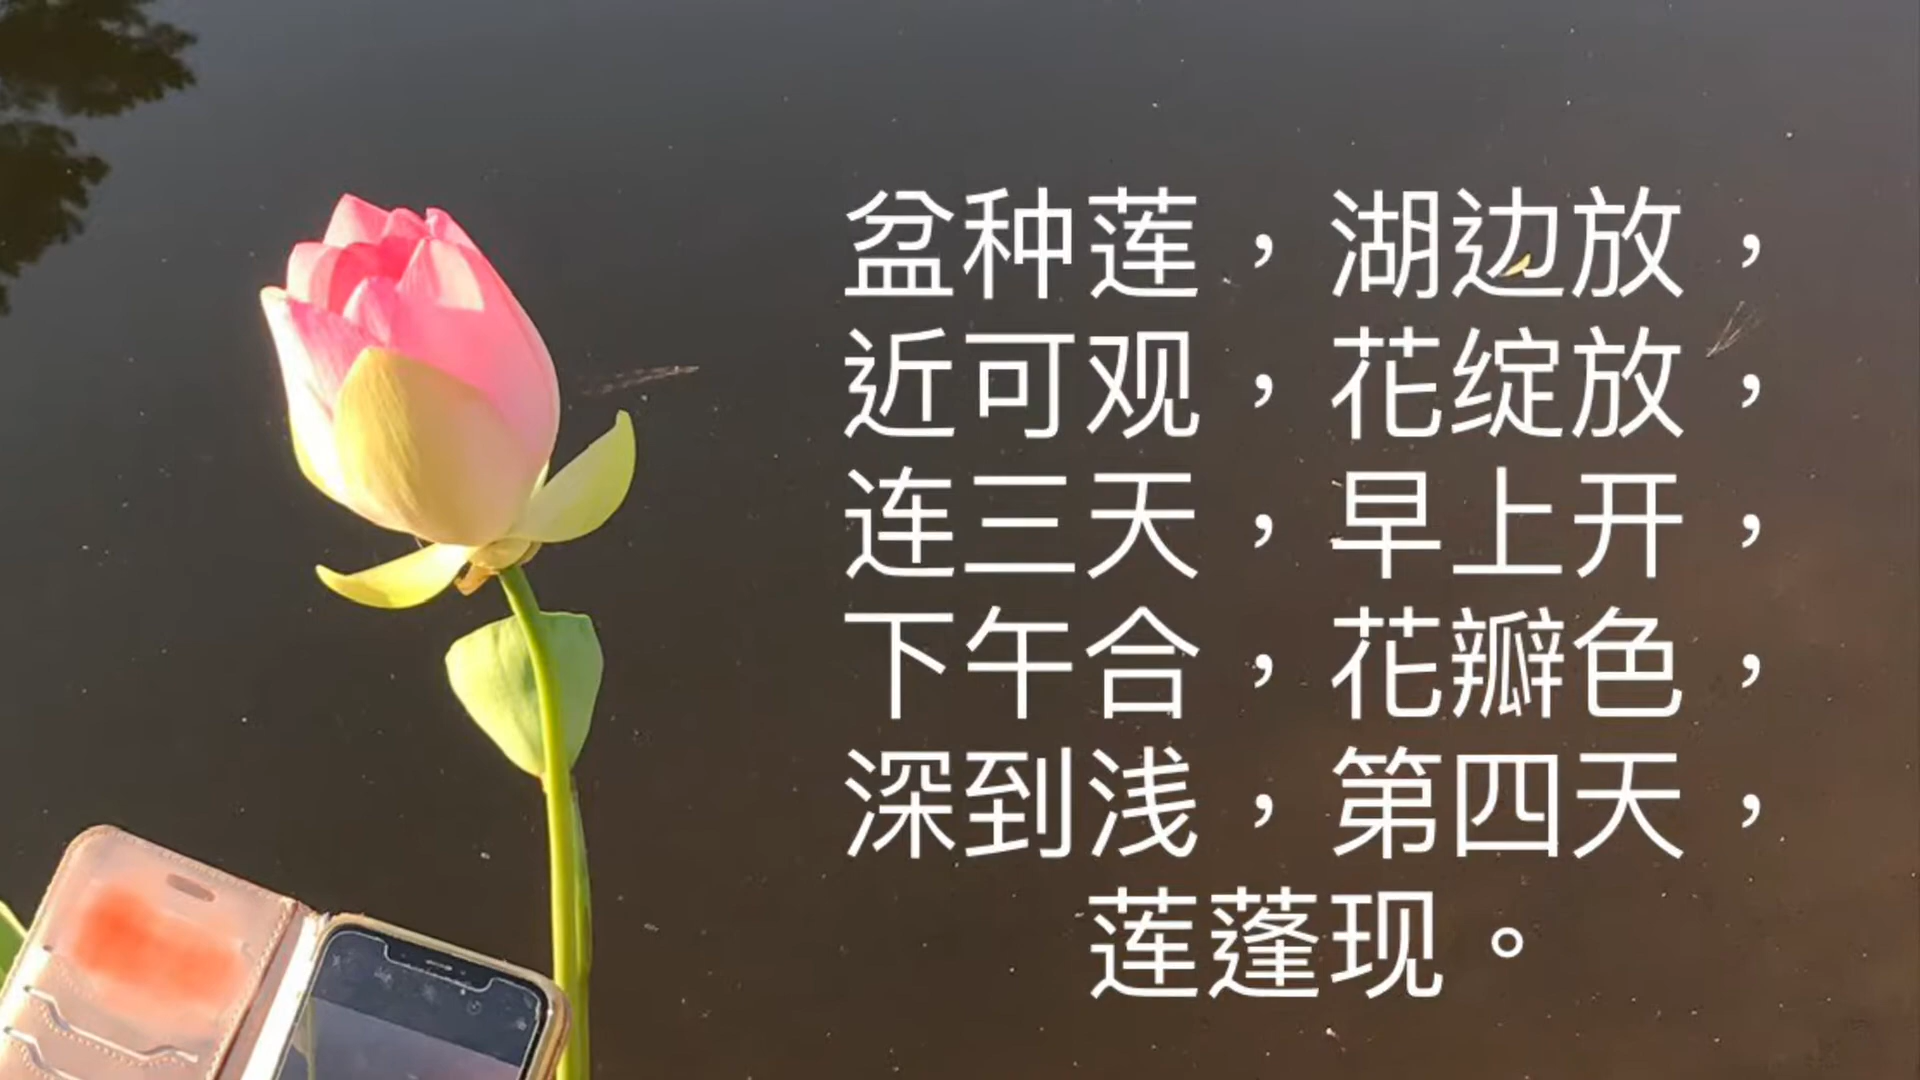 盆种莲，湖边放，
近可观，花绽放，
连三天，早上开，
下午合，花瓣色，
深到浅，第四天，
莲蓬现。